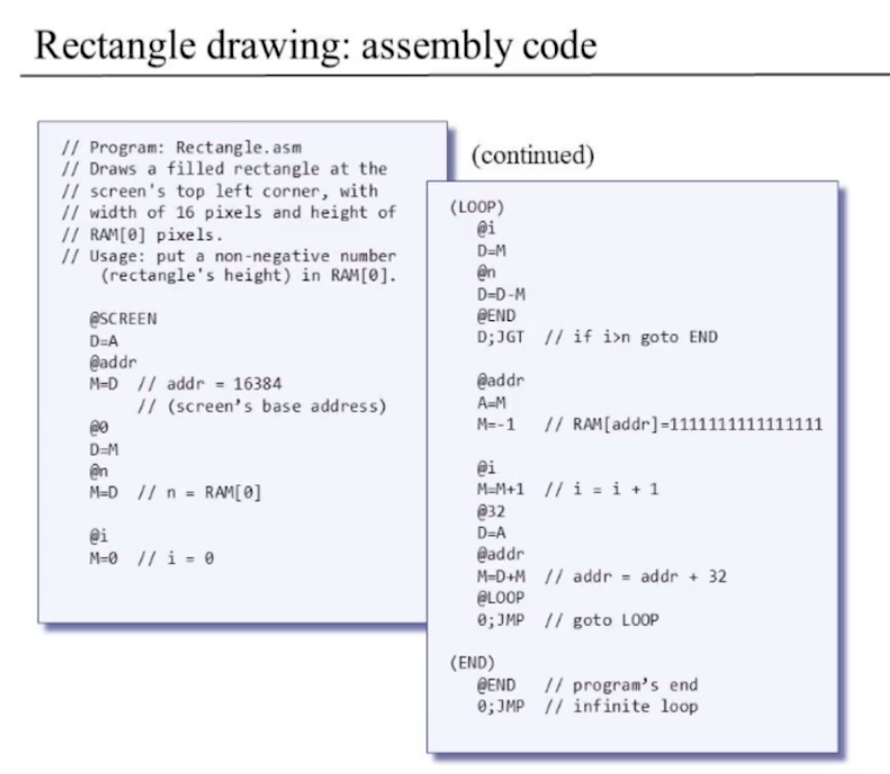 Rectangle drawing: assembly code
// Program: Rectangle.asm
// Draws a filled rectangle at the
// screen's top left corner, with
// width of 16 pixels and height of
// RAM[0] pixels.
// Usage: put a non-negative number
(rectangle's height) in RAM[0].
@SCREEN
D=A
@addr
M=D // addr = 16384
// (screen’s base address)
@0
D=M
@n
M=D // n = RAM[0]
@i
M=0 // i = 0
(continued)
(LOOP)
@i
D=M
@n
D=D-M
@END
D;JGT // if i>n goto END
@addr
A=M
M=-1 // RAM[addr]=1111111111111111
@i
M=M+1 // i = i + 1
@32
D=A
@addr
M=D+M // addr = addr + 32
@LOOP
0;JMP // goto LOOP
(END)
@END // program’s end
0;JMP // infinite loop